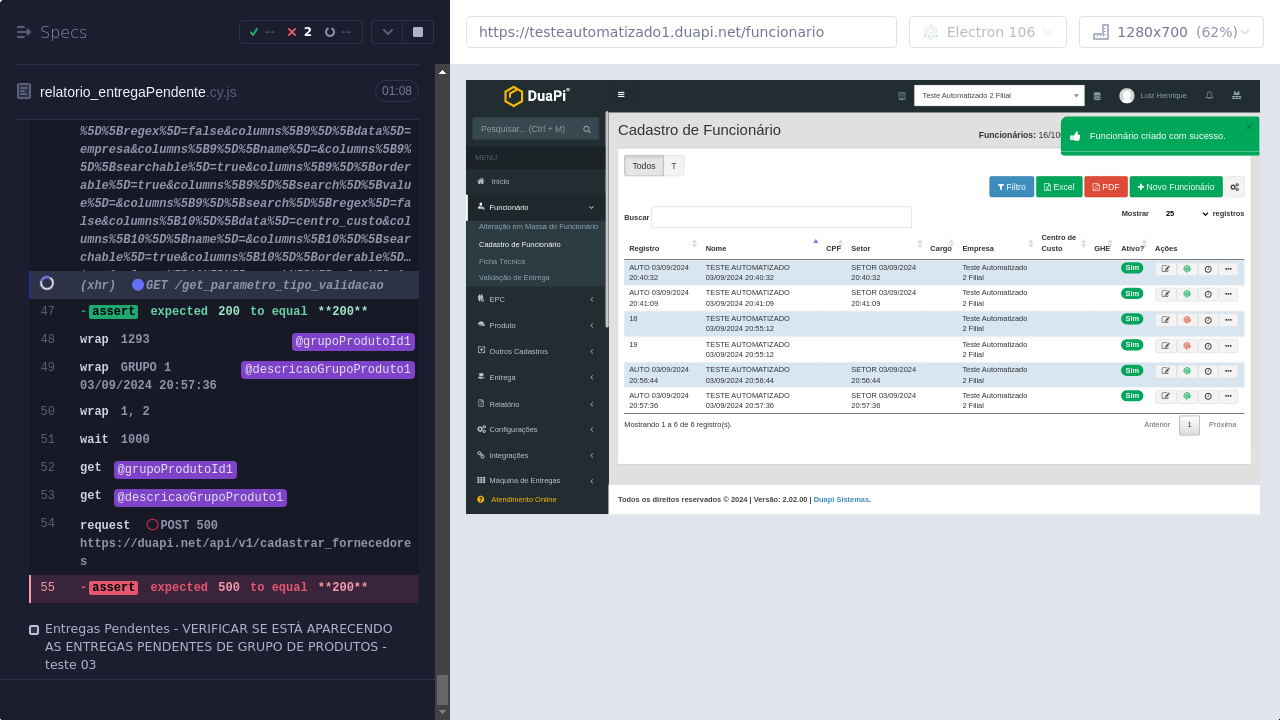 Specs
--
2
--
https://testeautomatizado1.duapi.net/funcionario
Electron 106
1280x700 (62%)
relatorio_entregaPendente.cy.js
01:08
%5D%5Bregex%5D=false&columns%5B9%5D%5Bdata%5D=
empresa&columns%5B9%5D%5Bname%5D=&columns%5B9%
5D%5Bsearchable%5D=true&columns%5B9%5D%5Border
able%5D=true&columns%5B9%5D%5Bsearch%5D%5Bvalu
e%5D=&columns%5B9%5D%5Bsearch%5D%5Bregex%5D=fa
lse&columns%5B10%5D%5Bdata%5D=centro_custo&col
umns%5B10%5D%5Bname%5D=&columns%5B10%5D%5Bsear
chable%5D=true&columns%5B10%5D%5Borderable%5D…
(xhr) GET /get_parametro_tipo_validacao
47 -assert expected 200 to equal **200**
48 wrap 1293 @grupoProdutoId1
49 wrap GRUPO 1 @descricaoGrupoProduto1
03/09/2024 20:57:36
50 wrap 1, 2
51 wait 1000
52 get @grupoProdutoId1
53 get @descricaoGrupoProduto1
54 request POST 500
https://duapi.net/api/v1/cadastrar_fornecedore
s
55 -assert expected 500 to equal **200**
Entregas Pendentes - VERIFICAR SE ESTÁ APARECENDO
AS ENTREGAS PENDENTES DE GRUPO DE PRODUTOS -
teste 03
DuaPi
Teste Automatizado 2 Filial
Luiz Henrique
Pesquisar... (Ctrl + M)
MENU
Início
Funcionário
Alteração em Massa do Funcionário
Cadastro de Funcionário
Ficha Técnica
Validação de Entrega
EPC
Produto
Outros Cadastros
Entrega
Relatório
Configurações
Integrações
Máquina de Entregas
Atendimento Online
Cadastro de Funcionário
Funcionários: 16/10
Funcionário criado com sucesso.
×
Todos T
Filtro Excel PDF Novo Funcionário
Buscar
Mostrar 25 registros
Registro Nome CPF Setor Cargo Empresa Centro de Custo GHE Ativo? Ações
AUTO 03/09/2024 20:40:32 TESTE AUTOMATIZADO 03/09/2024 20:40:32 SETOR 03/09/2024 20:40:32 Teste Automatizado 2 Filial Sim
AUTO 03/09/2024 20:41:09 TESTE AUTOMATIZADO 03/09/2024 20:41:09 SETOR 03/09/2024 20:41:09 Teste Automatizado 2 Filial Sim
18 TESTE AUTOMATIZADO 03/09/2024 20:55:12 Teste Automatizado 2 Filial Sim
19 TESTE AUTOMATIZADO 03/09/2024 20:55:12 Teste Automatizado 2 Filial Sim
AUTO 03/09/2024 20:56:44 TESTE AUTOMATIZADO 03/09/2024 20:56:44 SETOR 03/09/2024 20:56:44 Teste Automatizado 2 Filial Sim
AUTO 03/09/2024 20:57:36 TESTE AUTOMATIZADO 03/09/2024 20:57:36 SETOR 03/09/2024 20:57:36 Teste Automatizado 2 Filial Sim
Mostrando 1 a 6 de 6 registro(s).
Anterior 1 Próxima
Todos os direitos reservados © 2024 | Versão: 2.02.00 | Duapi Sistemas.